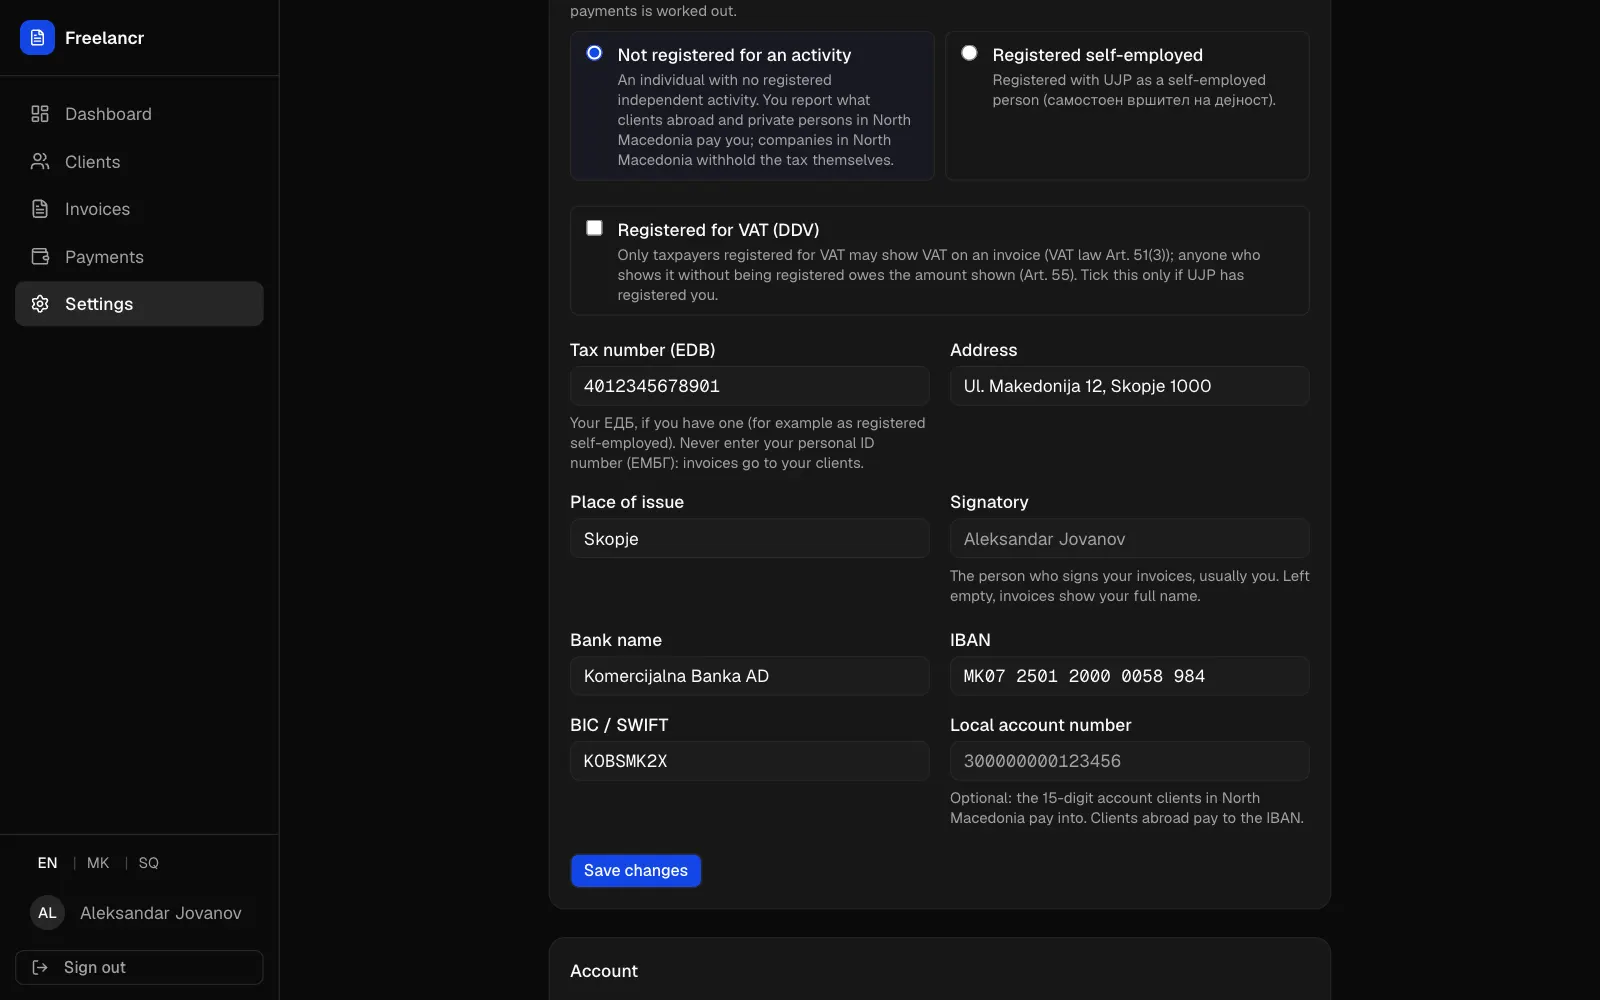 Freelancr
Dashboard
Clients
Invoices
Payments
Settings
EN | MK | SQ
AL Aleksandar Jovanov
Sign out
payments is worked out.
Not registered for an activity
An individual with no registered
independent activity. You report what
clients abroad and private persons in North
Macedonia pay you; companies in North
Macedonia withhold the tax themselves.
Registered self-employed
Registered with UJP as a self-employed
person (самостоен вршител на дејност).
Registered for VAT (DDV)
Only taxpayers registered for VAT may show VAT on an invoice (VAT law Art. 51(3)); anyone who
shows it without being registered owes the amount shown (Art. 55). Tick this only if UJP has
registered you.
Tax number (EDB)
4012345678901
Your ЕДБ, if you have one (for example as registered
self-employed). Never enter your personal ID
number (ЕМБГ): invoices go to your clients.
Address
Ul. Makedonija 12, Skopje 1000
Place of issue
Skopje
Signatory
Aleksandar Jovanov
The person who signs your invoices, usually you. Left
empty, invoices show your full name.
Bank name
Komercijalna Banka AD
IBAN
MK07 2501 2000 0058 984
BIC / SWIFT
KOBSMK2X
Local account number
300000000123456
Optional: the 15-digit account clients in North
Macedonia pay into. Clients abroad pay to the IBAN.
Save changes
Account